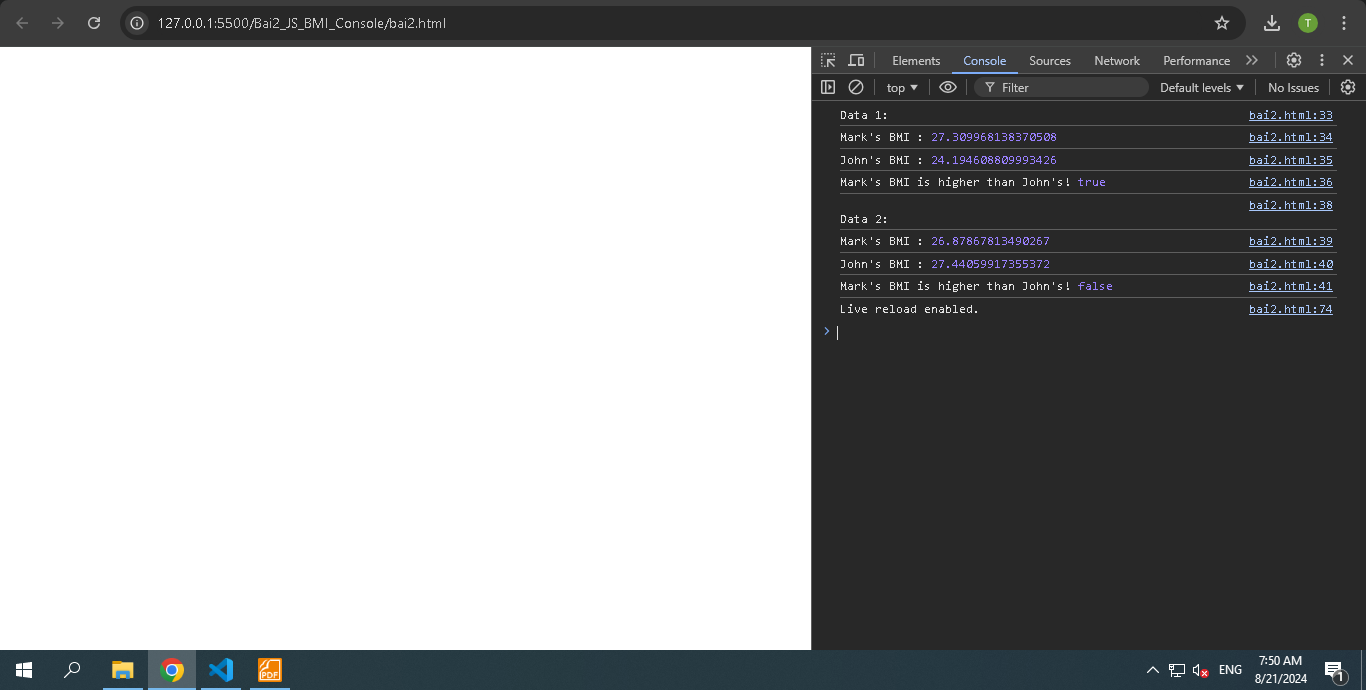 127.0.0.1:5500/Bai2_JS_BMI_Console/bai2.html
T
Elements Console Sources Network Performance
top Filter Default levels No Issues
Data 1: bai2.html:33
Mark's BMI : 27.309968138370508 bai2.html:34
John's BMI : 24.194608809993426 bai2.html:35
Mark's BMI is higher than John's! true bai2.html:36
bai2.html:38
Data 2:
Mark's BMI : 26.87867813490267 bai2.html:39
John's BMI : 27.44059917355372 bai2.html:40
Mark's BMI is higher than John's! false bai2.html:41
Live reload enabled. bai2.html:74
PDF
ENG
7:50 AM
8/21/2024
1